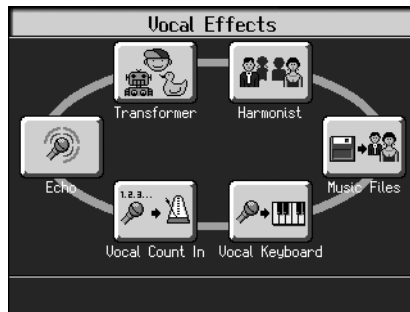 Vocal Effects
Transformer
Harmonist
Echo
Music Files
1.2.3...
Vocal Count In
Vocal Keyboard